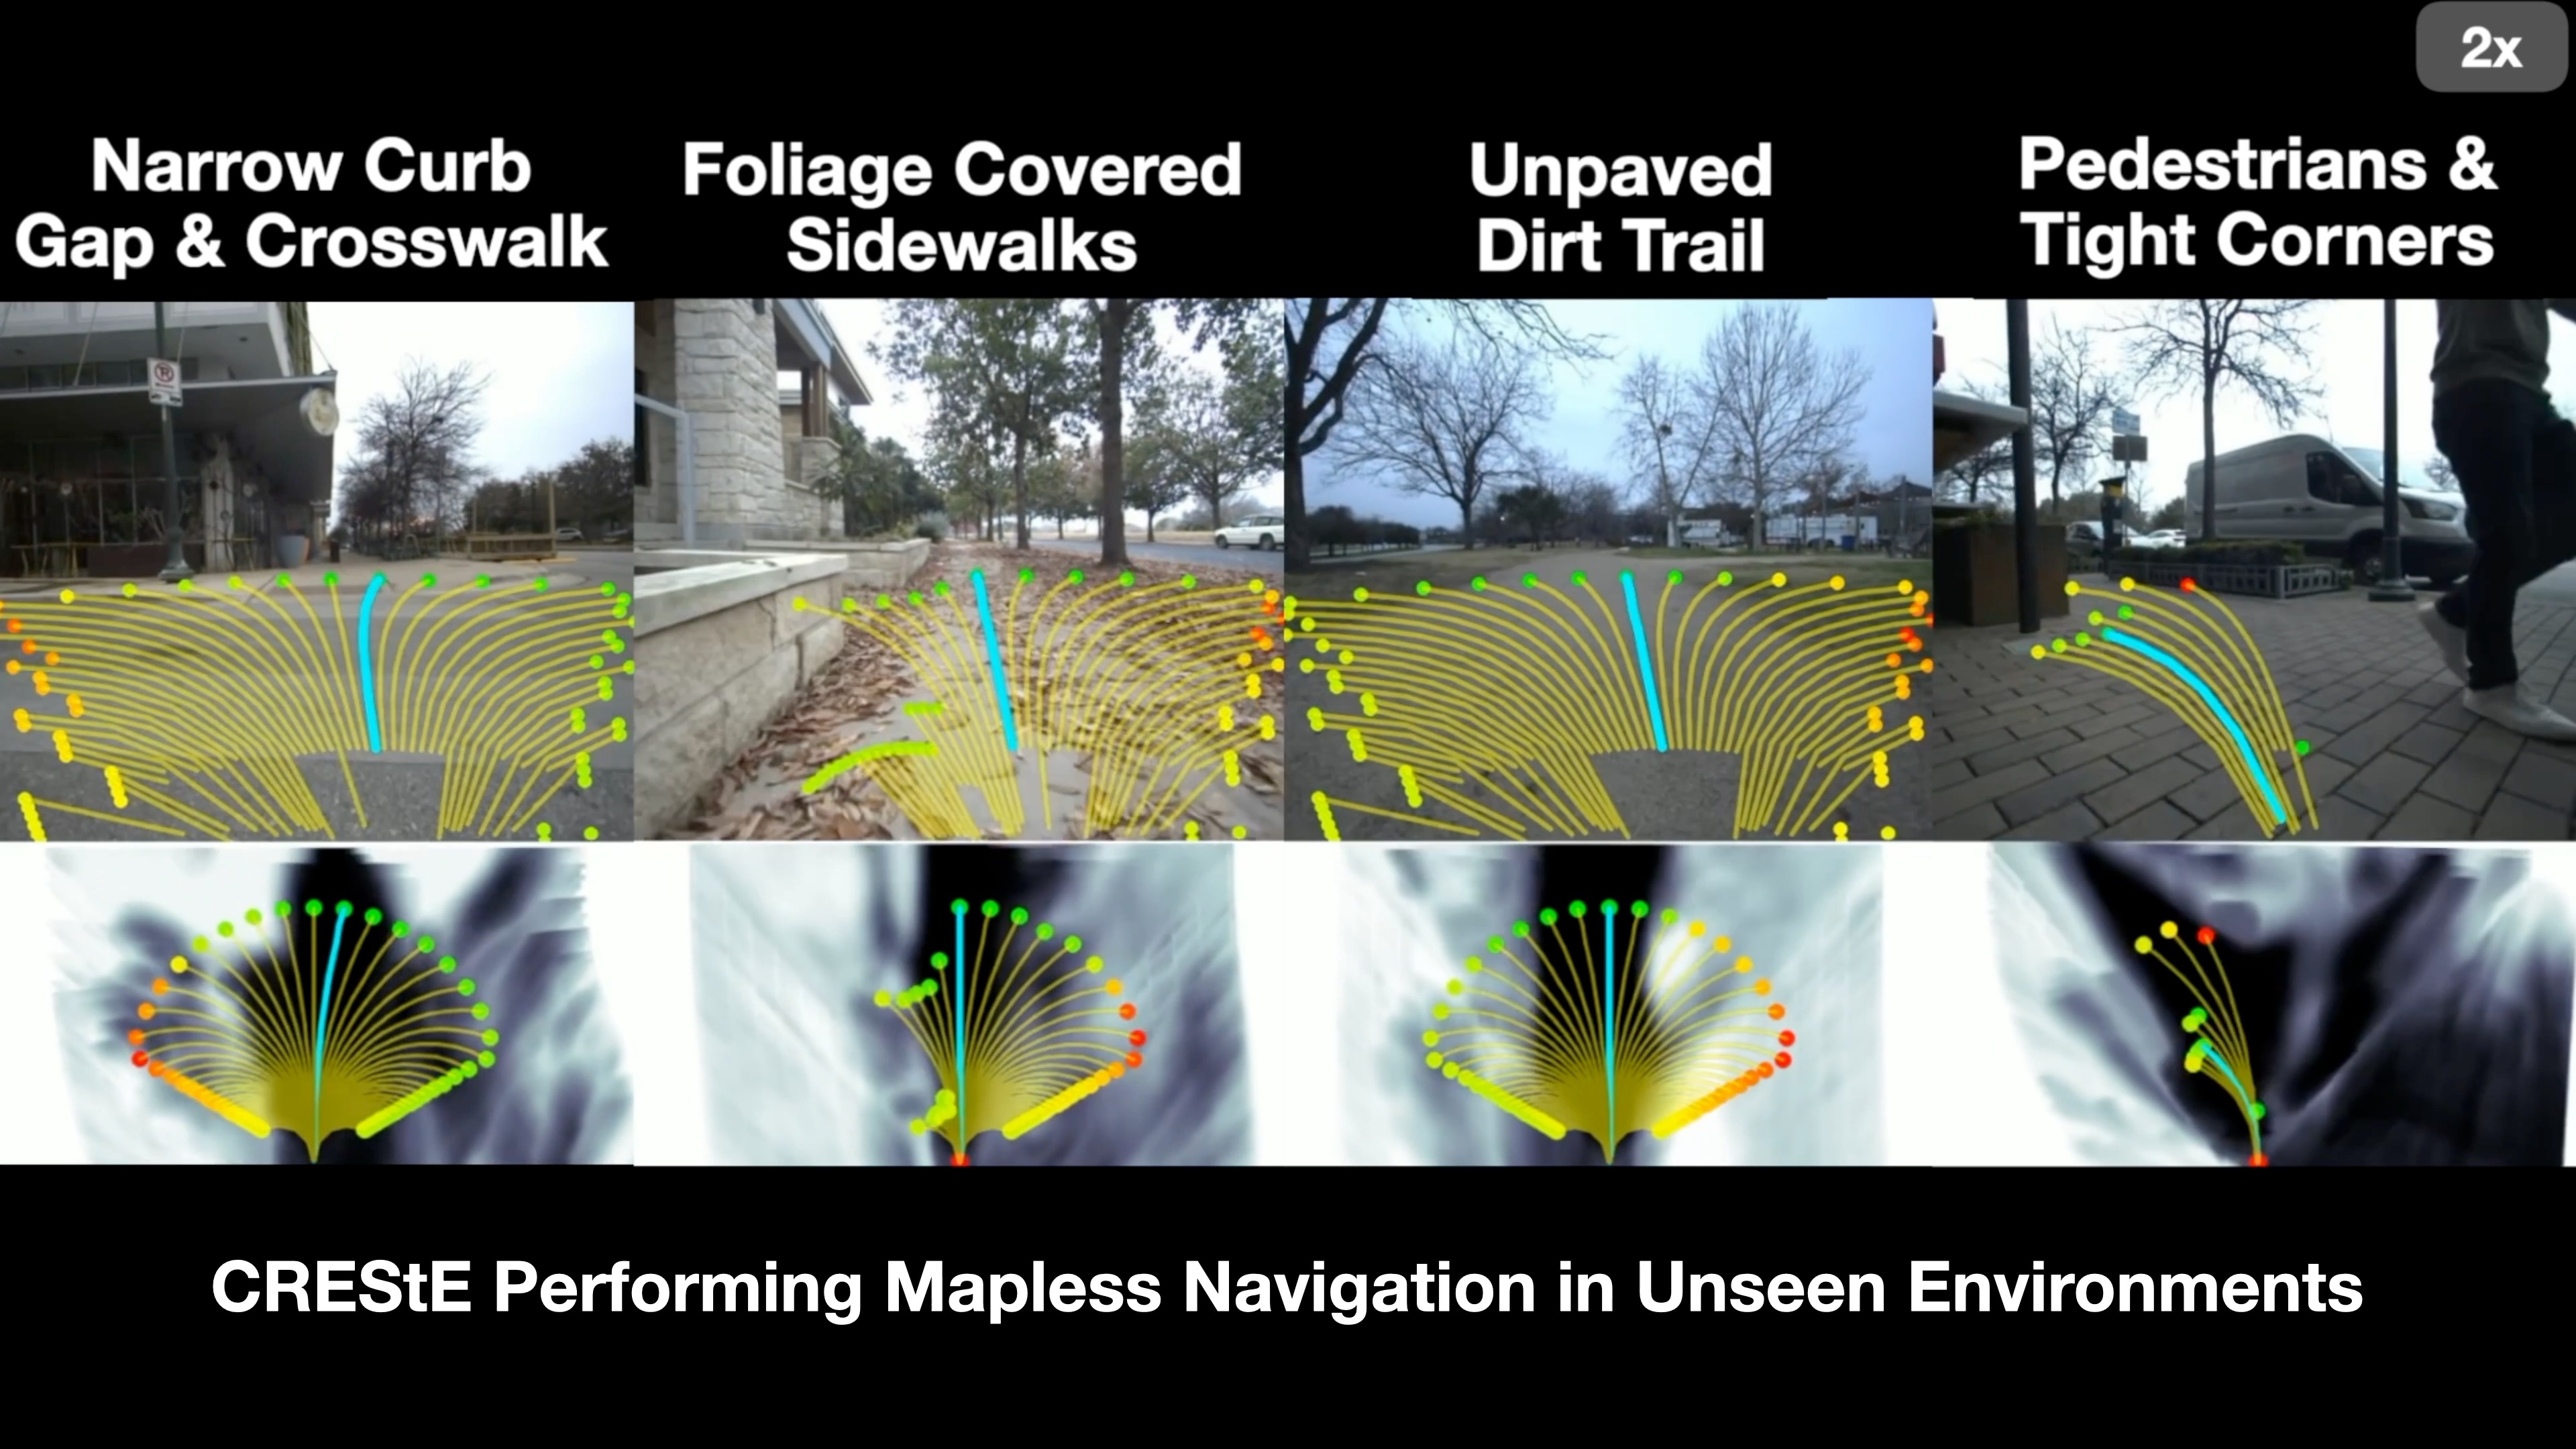 2x
Narrow Curb
Gap & Crosswalk
Foliage Covered
Sidewalks
Unpaved
Dirt Trail
Pedestrians &
Tight Corners
CREStE Performing Mapless Navigation in Unseen Environments